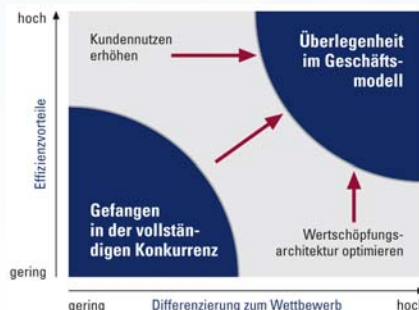 hoch
Kundennutzen
erhöhen
Überlegenheit
im Geschäfts-
modell
Effizienzvorteile
Gefangen
in der vollstän-
digen Konkurrenz
Wertschöpfungs-
architektur optimieren
gering
gering Differenzierung zum Wettbewerb hoch